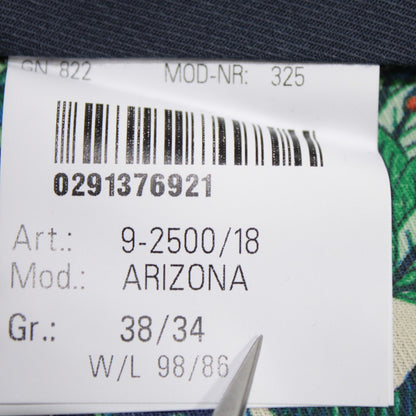 GN 822 MOD-NR: 325
0291376921
Art.: 9-2500/18
Mod.: ARIZONA
Gr.: 38/34
W/L 98/86